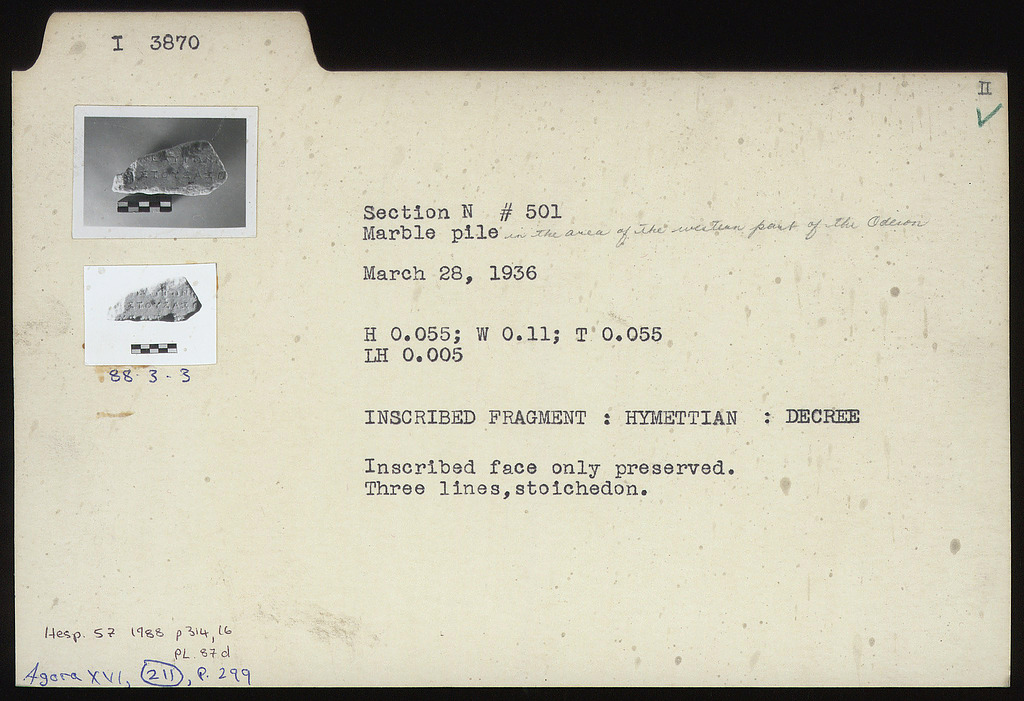 I 3870
II
Section N # 501
Marble pile in the area of the western part of the Odeion
March 28, 1936
H 0.055; W 0.11; T 0.055
LH 0.005
88-3-3
INSCRIBED FRAGMENT : HYMETTIAN : DECREE
Inscribed face only preserved.
Three lines,stoichedon.
Hesp. 57 1988 p314, 16
PL. 87d
Agora XVI, 211, P. 299